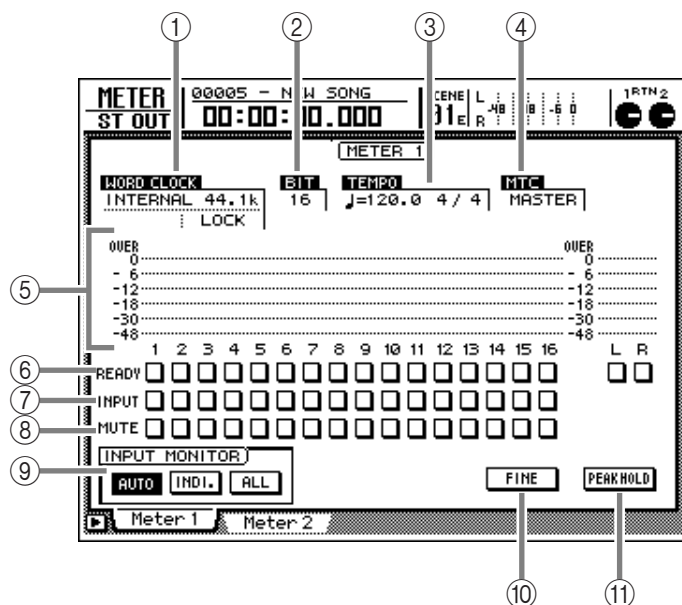 ① ② ③ ④
METER 00005 - NEW SONG SCENE L -48 -18 -6 0 1 RTN 2
ST OUT 00:00:00.000 01 E R
METER 1
WORD CLOCK BIT TEMPO MTC
INTERNAL 44.1k 16 ♩=120.0 4/ 4 MASTER
LOCK
⑤
OVER OVER
0 0
- 6 - 6
-12 -12
-18 -18
-30 -30
-48 -48
1 2 3 4 5 6 7 8 9 10 11 12 13 14 15 16 L R
⑥ READY
⑦ INPUT
⑧ MUTE
⑨ INPUT MONITOR
AUTO INDI. ALL FINE PEAKHOLD
Meter 1 Meter 2
⑩ ⑪